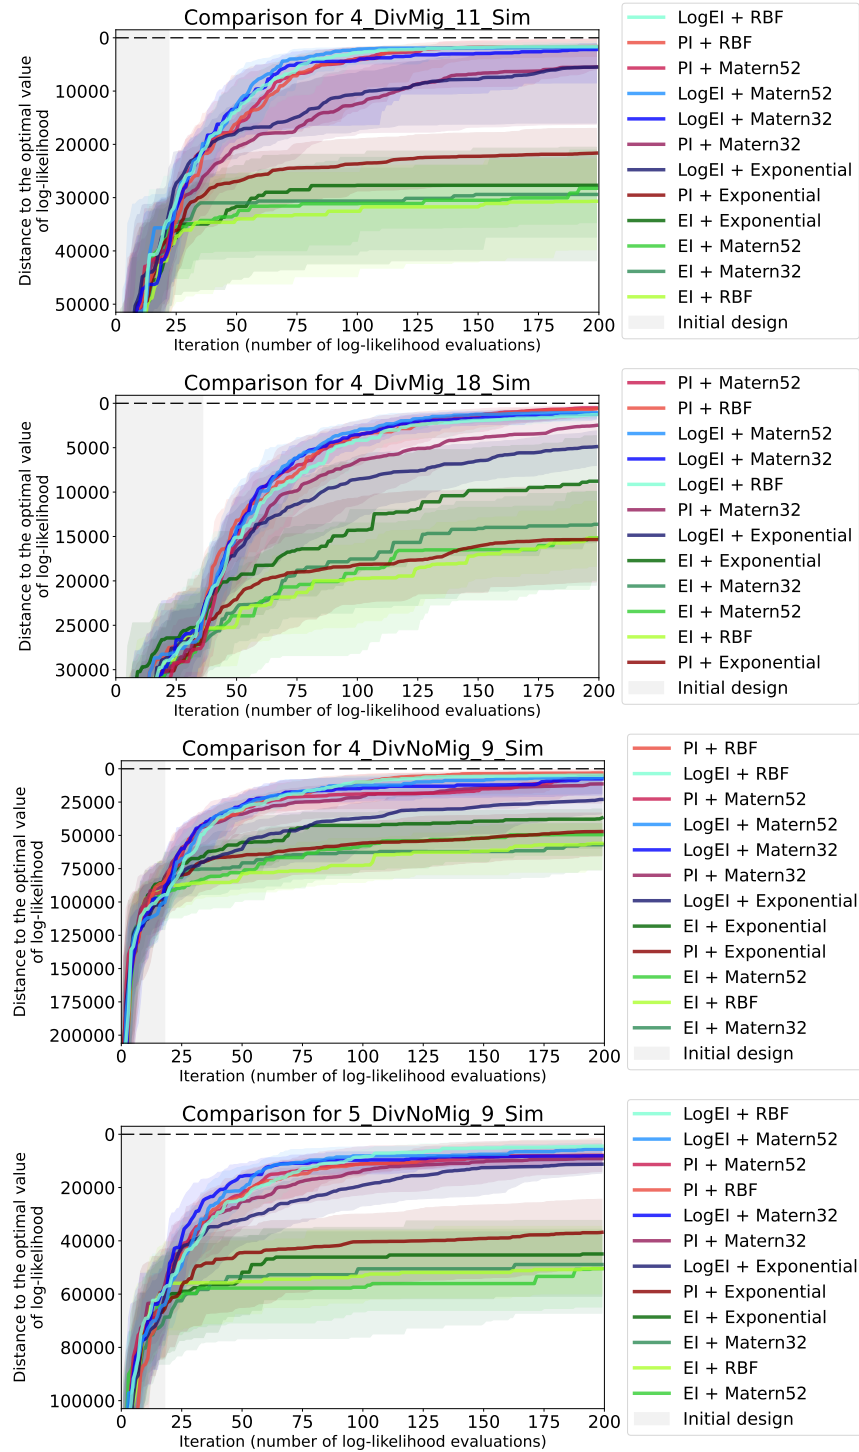 Comparison for 4_DivMig_11_Sim
Distance to the optimal value
of log-likelihood
0
10000
20000
30000
40000
50000
0 25 50 75 100 125 150 175 200
Iteration (number of log-likelihood evaluations)
LogEI + RBF
PI + RBF
PI + Matern52
LogEI + Matern52
LogEI + Matern32
PI + Matern32
LogEI + Exponential
PI + Exponential
EI + Exponential
EI + Matern52
EI + Matern32
EI + RBF
Initial design
Comparison for 4_DivMig_18_Sim
Distance to the optimal value
of log-likelihood
0
5000
10000
15000
20000
25000
30000
0 25 50 75 100 125 150 175 200
Iteration (number of log-likelihood evaluations)
PI + Matern52
PI + RBF
LogEI + Matern52
LogEI + Matern32
LogEI + RBF
PI + Matern32
LogEI + Exponential
EI + Exponential
EI + Matern32
EI + Matern52
EI + RBF
PI + Exponential
Initial design
Comparison for 4_DivNoMig_9_Sim
Distance to the optimal value
of log-likelihood
0
25000
50000
75000
100000
125000
150000
175000
200000
0 25 50 75 100 125 150 175 200
Iteration (number of log-likelihood evaluations)
PI + RBF
LogEI + RBF
PI + Matern52
LogEI + Matern52
LogEI + Matern32
PI + Matern32
LogEI + Exponential
EI + Exponential
PI + Exponential
EI + Matern52
EI + RBF
EI + Matern32
Initial design
Comparison for 5_DivNoMig_9_Sim
Distance to the optimal value
of log-likelihood
0
20000
40000
60000
80000
100000
0 25 50 75 100 125 150 175 200
Iteration (number of log-likelihood evaluations)
LogEI + RBF
LogEI + Matern52
PI + Matern52
PI + RBF
LogEI + Matern32
PI + Matern32
LogEI + Exponential
PI + Exponential
EI + Exponential
EI + Matern32
EI + RBF
EI + Matern52
Initial design